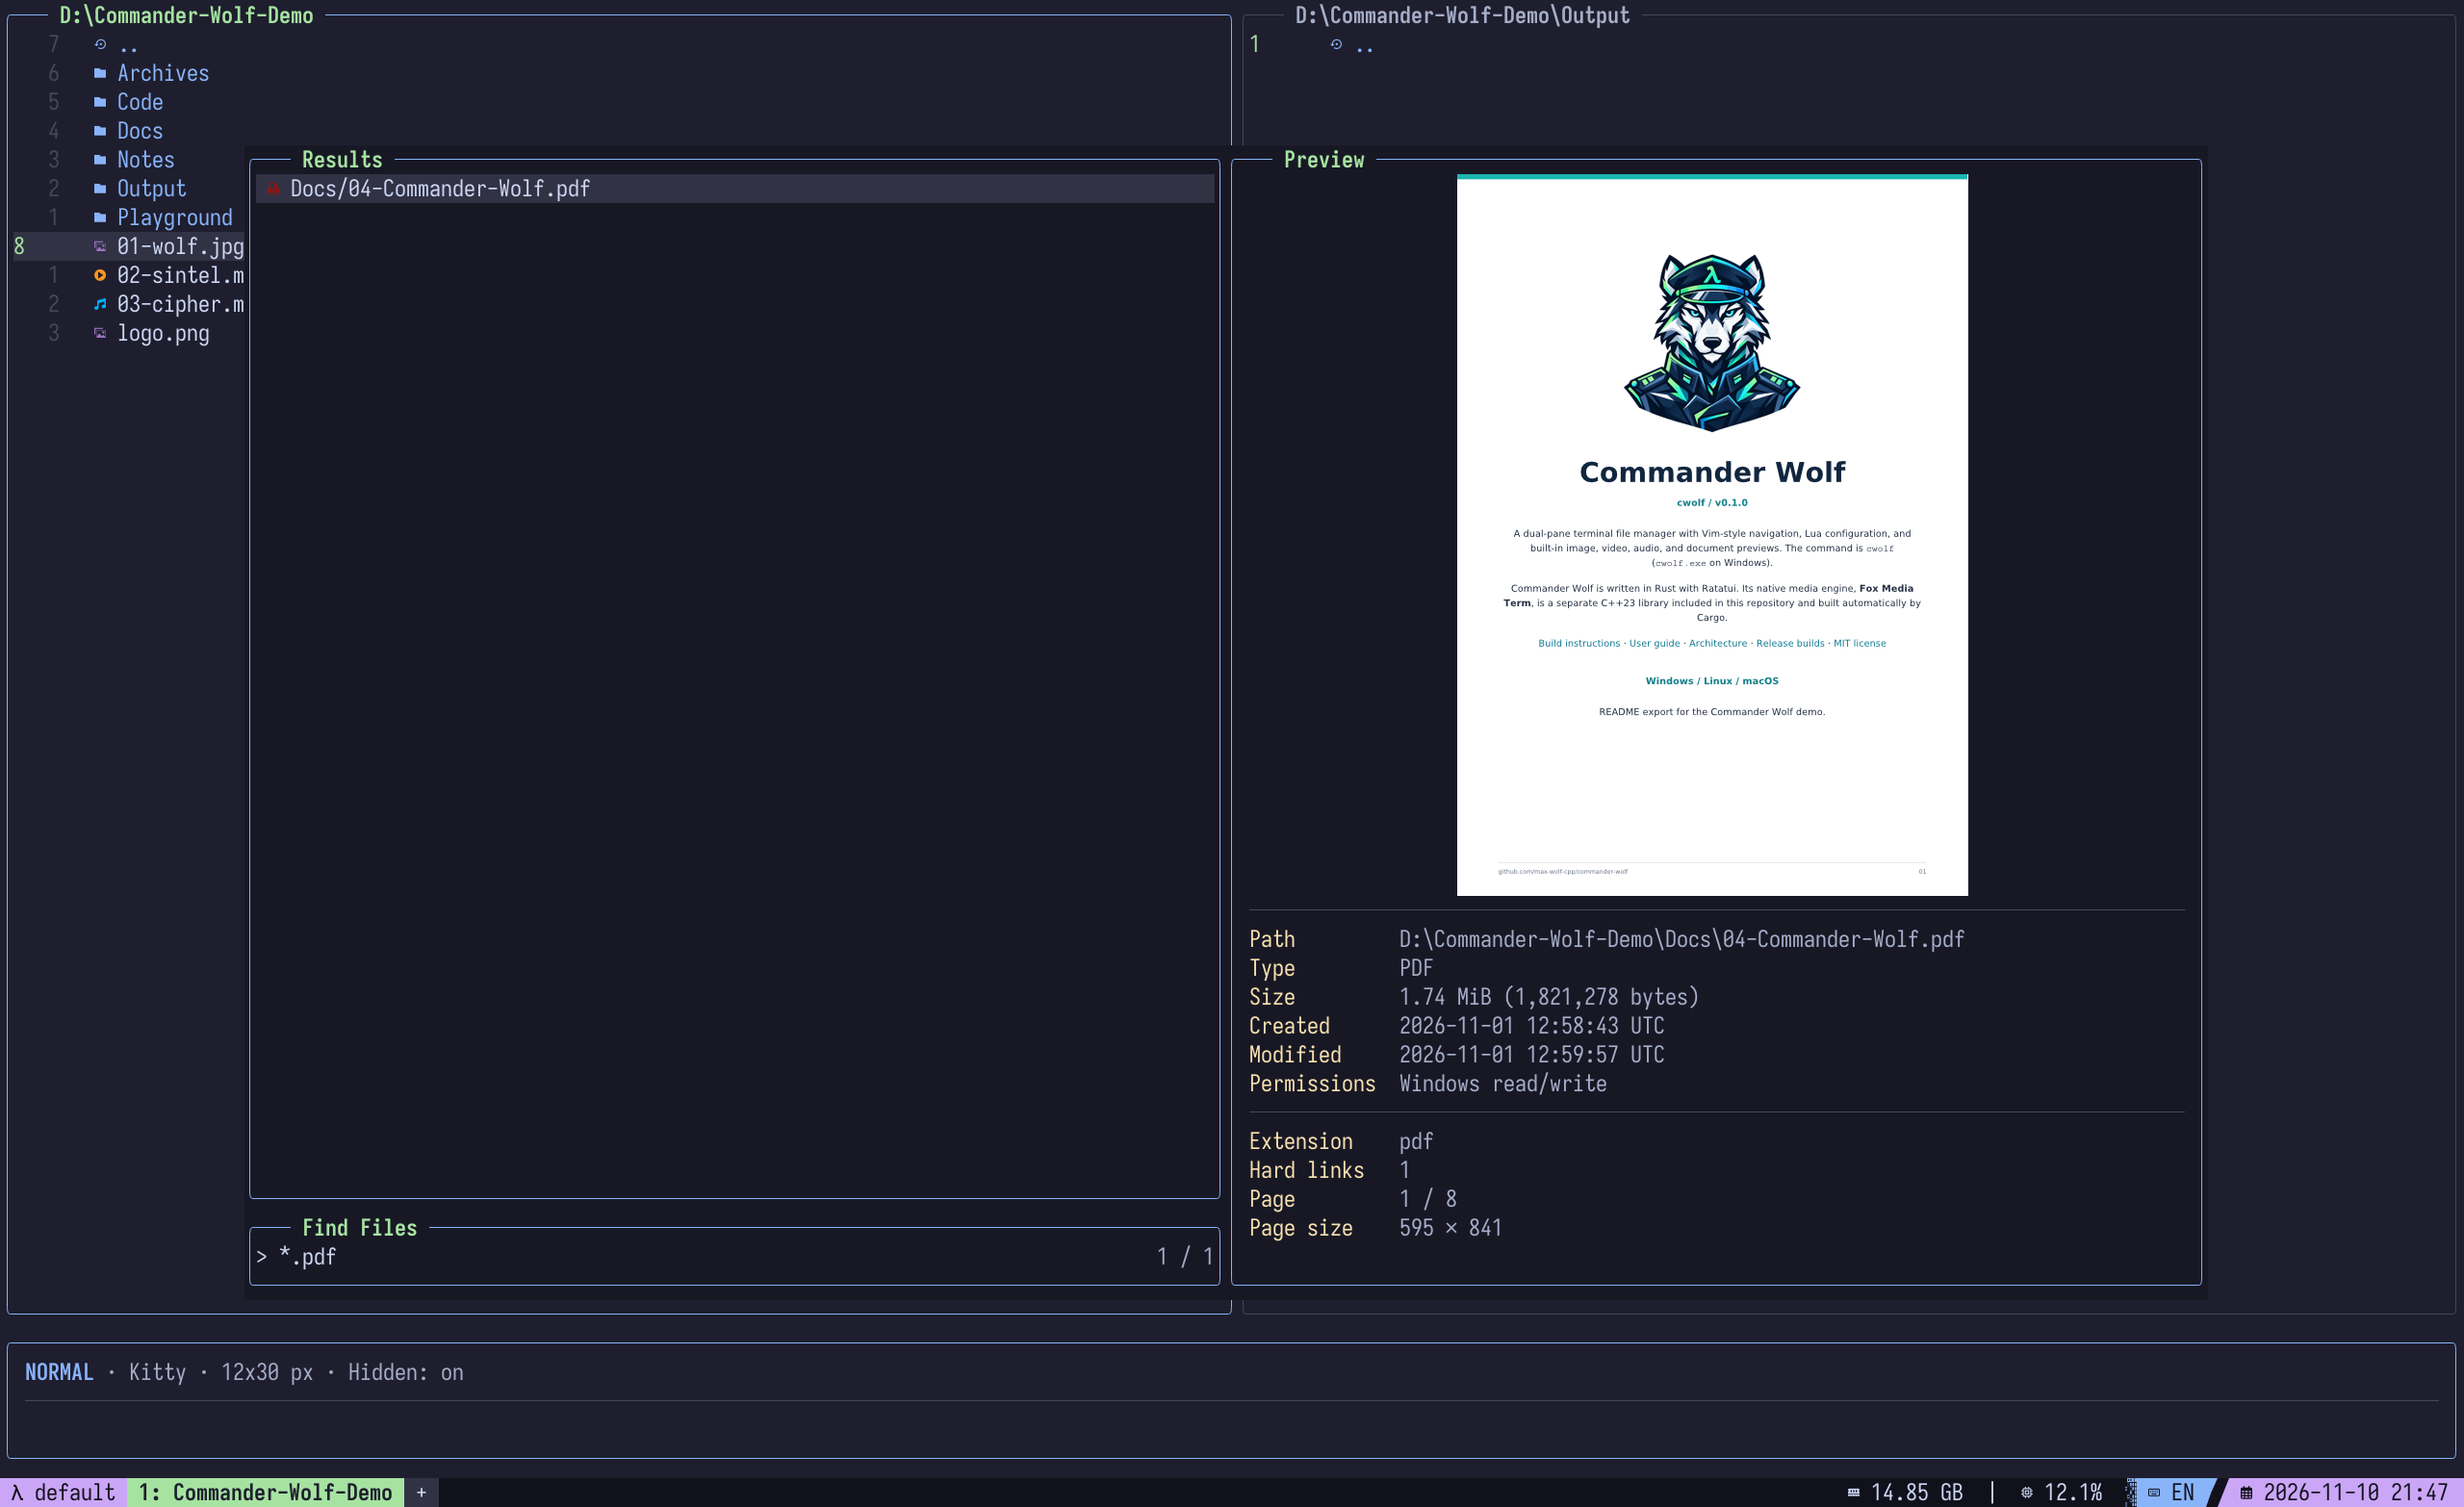 D:\Commander-Wolf-Demo
7 ..
6 Archives
5 Code
4 Docs
3 Notes
2 Output
1 Playground
8 01-wolf.jpg
1 02-sintel.m
2 03-cipher.m
3 logo.png
D:\Commander-Wolf-Demo\Output
1 ..
Results
Docs/04-Commander-Wolf.pdf
Find Files
> *.pdf 1 / 1
Preview
λ
Commander Wolf
cwolf / v0.1.0
A dual-pane terminal file manager with Vim-style navigation, Lua configuration, and
built-in image, video, audio, and document previews. The command is cwolf
(cwolf.exe on Windows).
Commander Wolf is written in Rust with Ratatui. Its native media engine, Fox Media
Term, is a separate C++23 library included in this repository and built automatically by
Cargo.
Build instructions · User guide · Architecture · Release builds · MIT license
Windows / Linux / macOS
README export for the Commander Wolf demo.
github.com/max-wolf-cpp/commander-wolf 01
Path D:\Commander-Wolf-Demo\Docs\04-Commander-Wolf.pdf
Type PDF
Size 1.74 MiB (1,821,278 bytes)
Created 2026-11-01 12:58:43 UTC
Modified 2026-11-01 12:59:57 UTC
Permissions Windows read/write
Extension pdf
Hard links 1
Page 1 / 8
Page size 595 × 841
NORMAL · Kitty · 12x30 px · Hidden: on
λ default 1: Commander-Wolf-Demo + 14.85 GB | 12.1% EN 2026-11-10 21:47